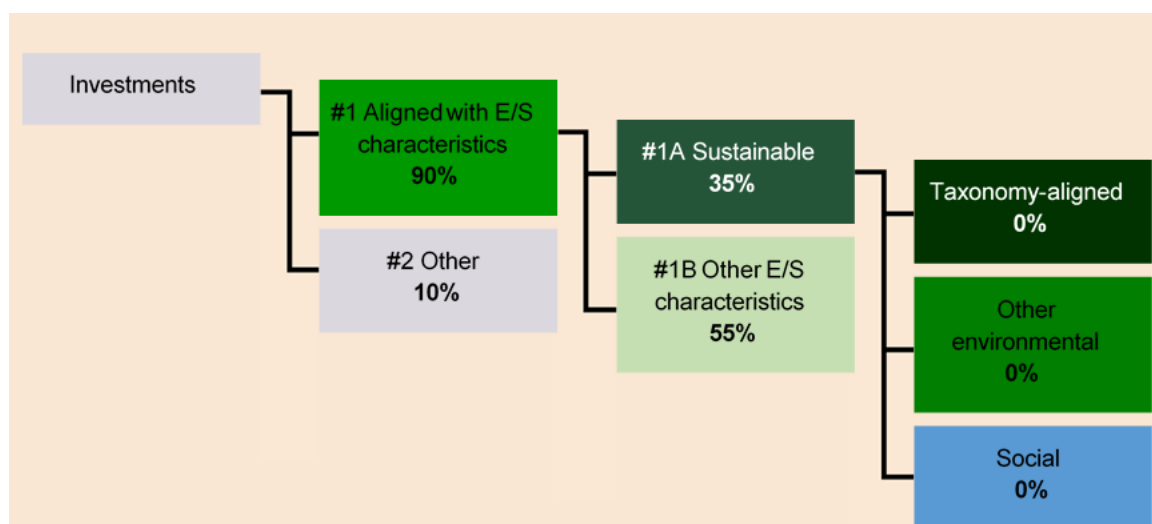 Investments
#1 Aligned with E/S
characteristics
90%
#2 Other
10%
#1A Sustainable
35%
#1B Other E/S
characteristics
55%
Taxonomy-aligned
0%
Other
environmental
0%
Social
0%